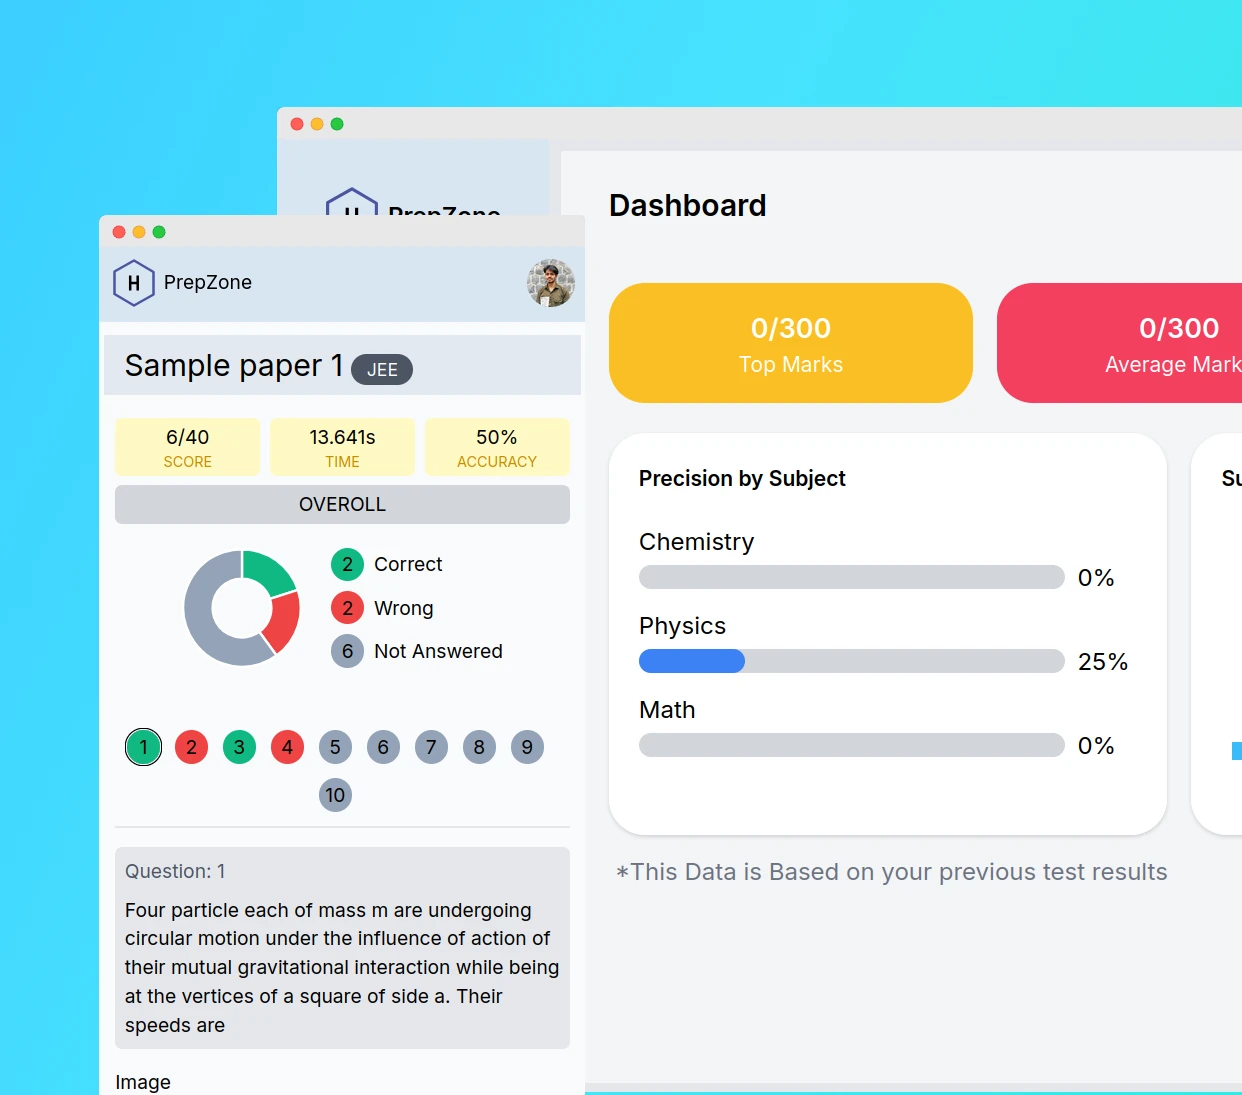 PrepZone
Dashboard
0/300
Top Marks
0/300
Average Mark
Precision by Subject
Su
Chemistry
0%
Physics
25%
Math
0%
*This Data is Based on your previous test results
H PrepZone
Sample paper 1 JEE
6/40
SCORE
13.641s
TIME
50%
ACCURACY
OVEROLL
2 Correct
2 Wrong
6 Not Answered
1 2 3 4 5 6 7 8 9
10
Question: 1
Four particle each of mass m are undergoing
circular motion under the influence of action of
their mutual gravitational interaction while being
at the vertices of a square of side a. Their
speeds are
Image